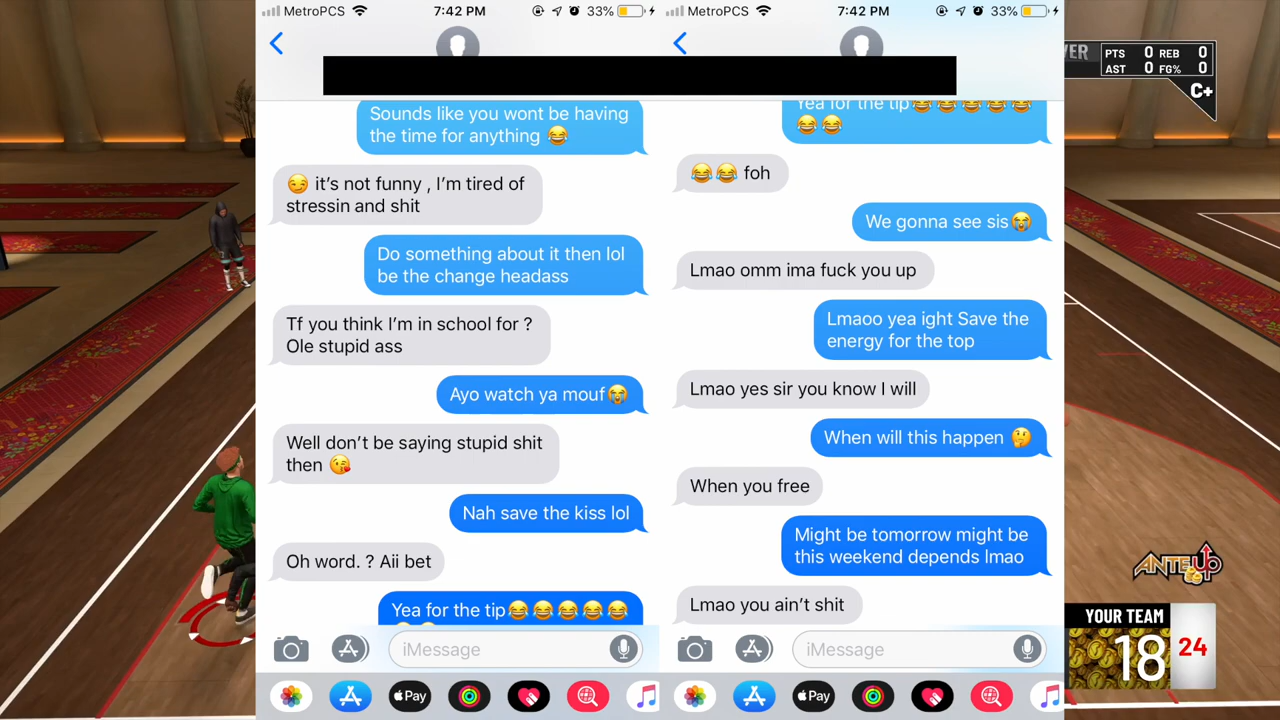 MetroPCS 7:42 PM 33%
Sounds like you wont be having
the time for anything 😂
😏 it's not funny , I'm tired of
stressin and shit
Do something about it then lol
be the change headass
Tf you think I'm in school for ?
Ole stupid ass
Ayo watch ya mouf😭
Well don't be saying stupid shit
then 😘
Nah save the kiss lol
Oh word. ? Aii bet
Yea for the tip😂😂😂😂😂
iMessage
Pay
MetroPCS 7:42 PM 33%
Yea for the tip😂😂😂😂😂
😂😂
😂😂 foh
We gonna see sis😭
Lmao omm ima fuck you up
Lmaoo yea ight Save the
energy for the top
Lmao yes sir you know I will
When will this happen 🤔
When you free
Might be tomorrow might be
this weekend depends lmao
Lmao you ain't shit
iMessage
Pay
VER PTS 0 REB 0
AST 0 FG% 0
C+
ANTE UP
YOUR TEAM
18 24